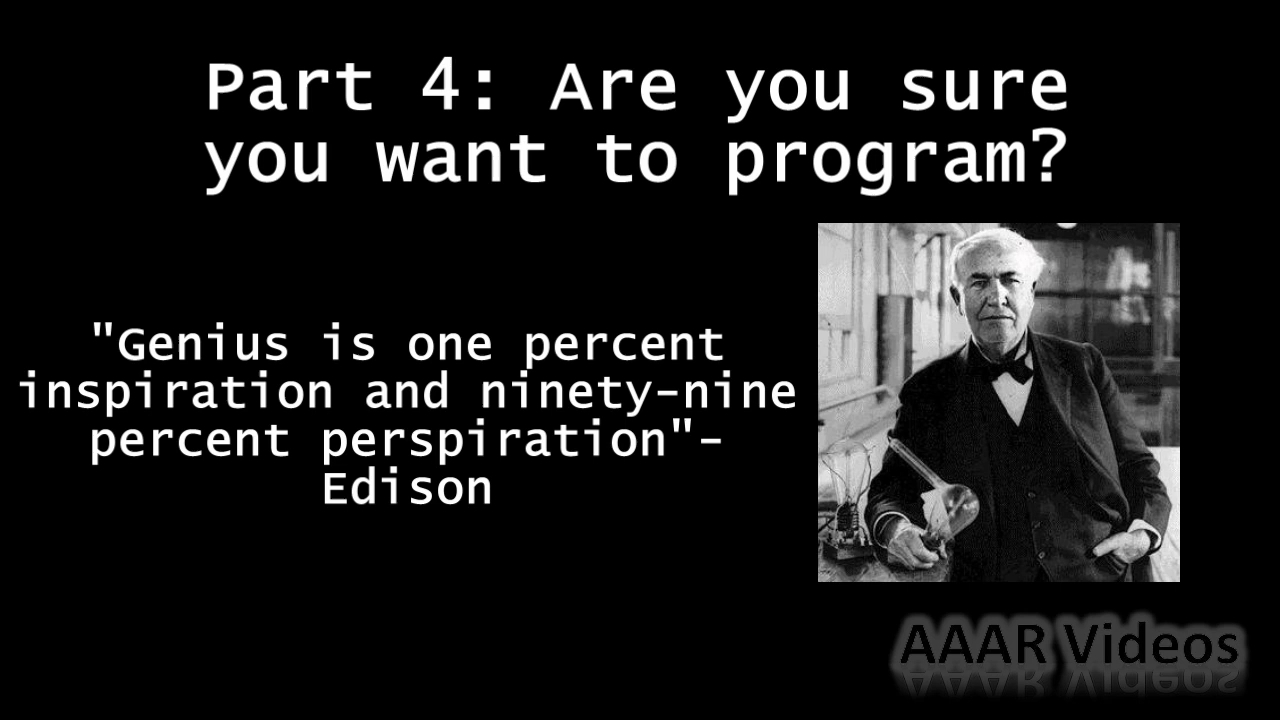 Part 4: Are you sure
you want to program?
"Genius is one percent
inspiration and ninety-nine
percent perspiration"-
Edison
AAAR Videos